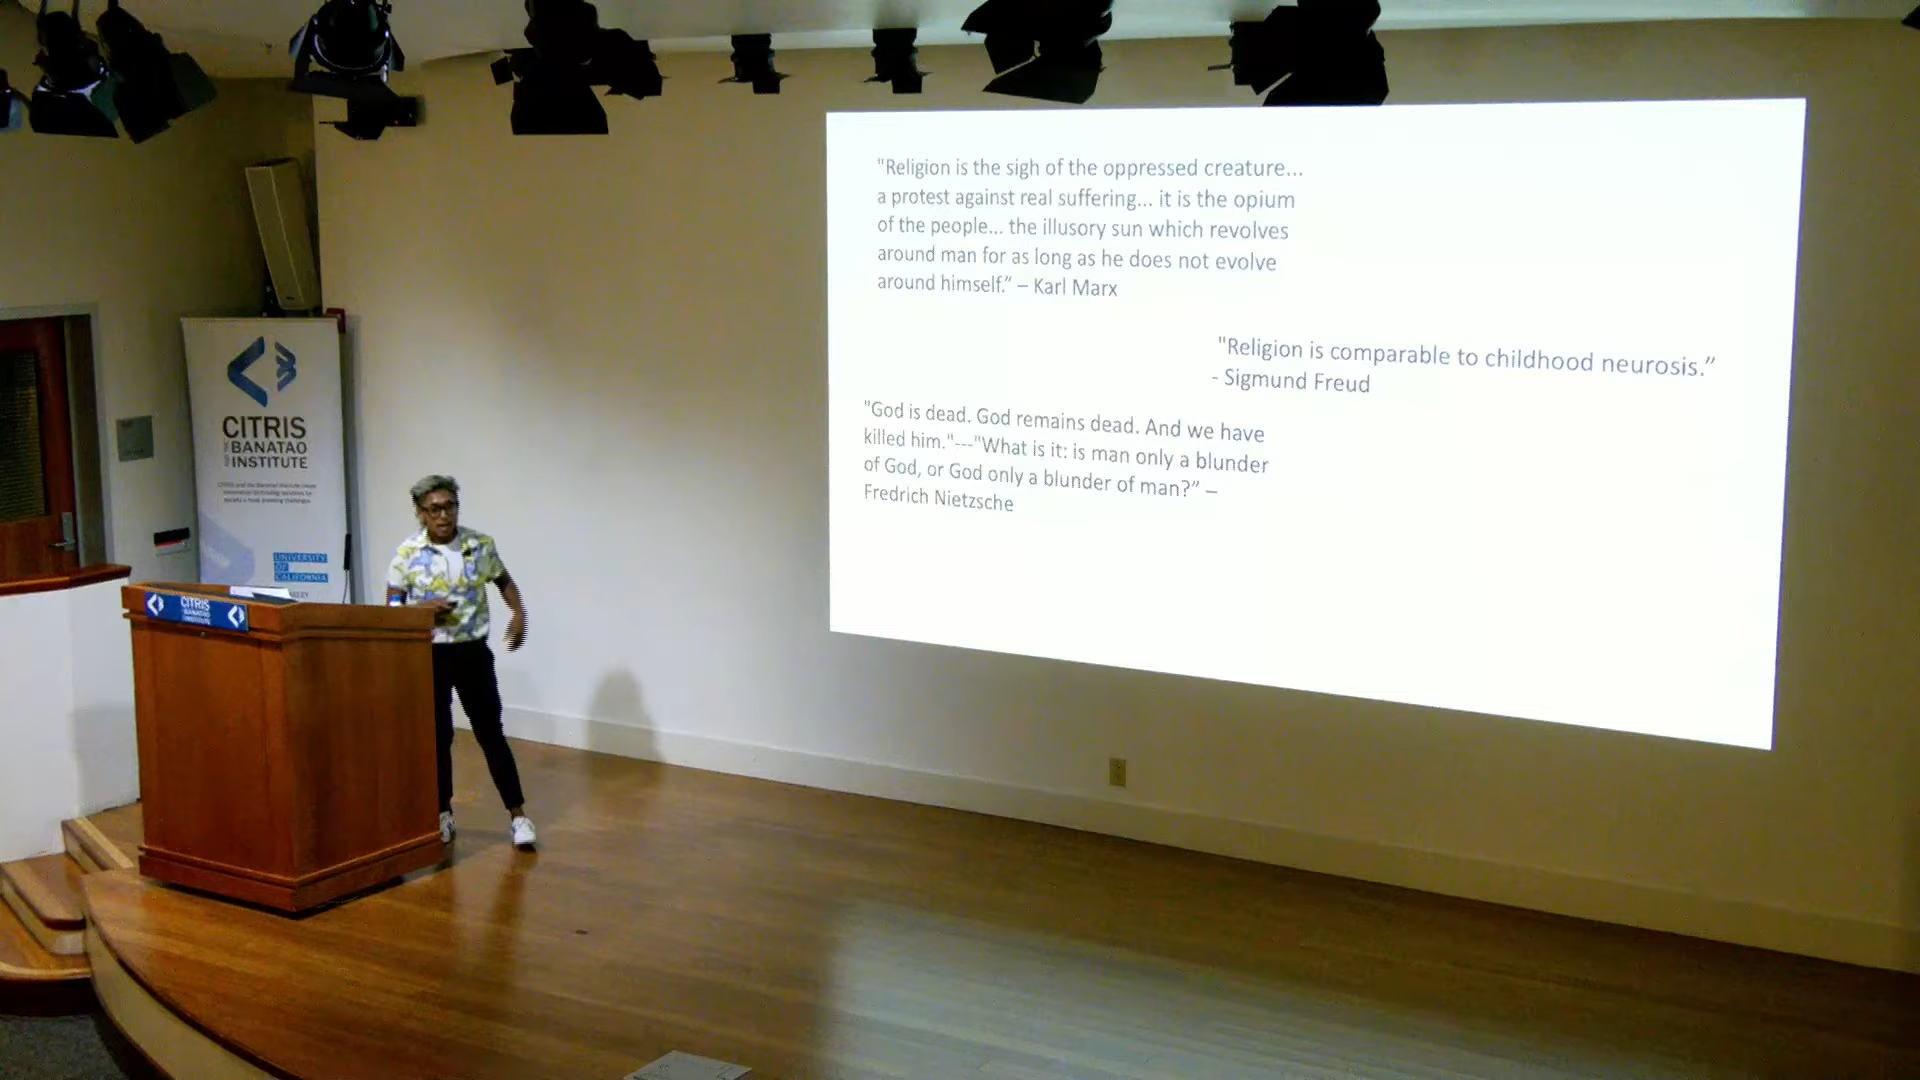 "Religion is the sigh of the oppressed creature...
a protest against real suffering... it is the opium
of the people... the illusory sun which revolves
around man for as long as he does not evolve
around himself.” – Karl Marx
"Religion is comparable to childhood neurosis.”
- Sigmund Freud
"God is dead. God remains dead. And we have
killed him."---"What is it: is man only a blunder
of God, or God only a blunder of man?” –
Fredrich Nietzsche
CITRIS
AND THE
BANATAO
INSTITUTE
UNIVERSITY
OF
CALIFORNIA
CITRIS
BANATAO
INSTITUTE